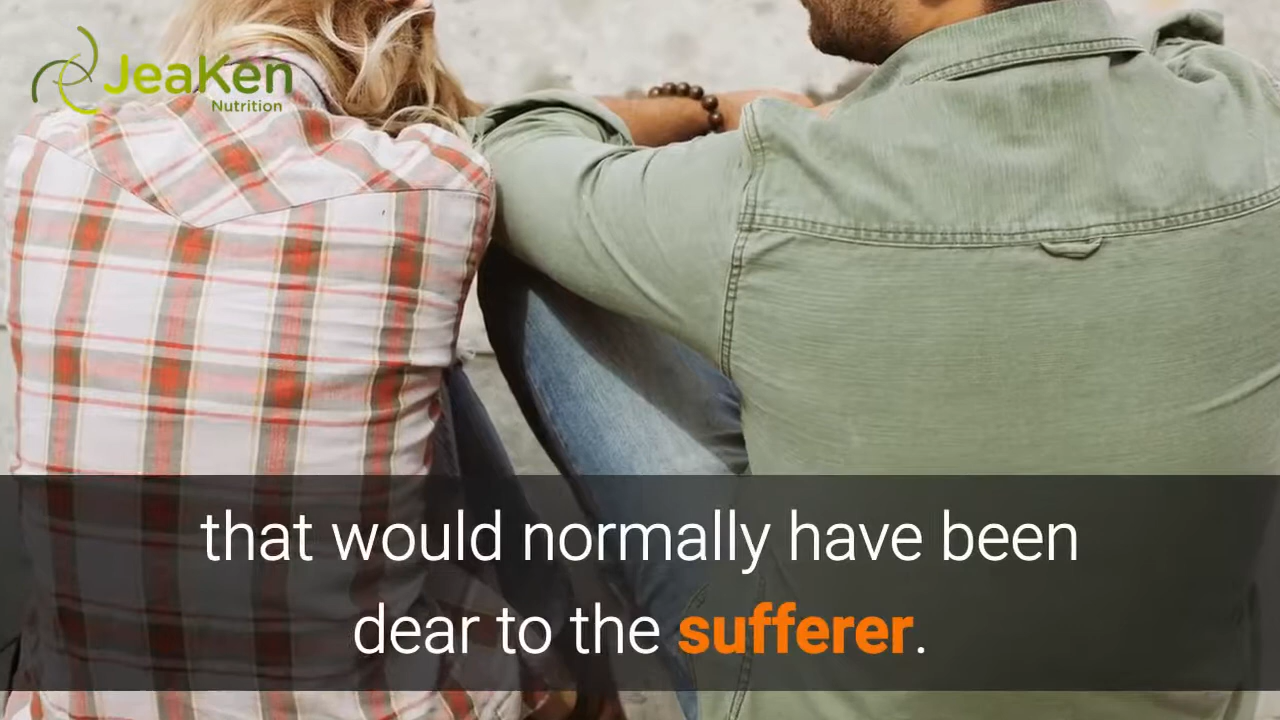 JeaKen
Nutrition
that would normally have been
dear to the sufferer.